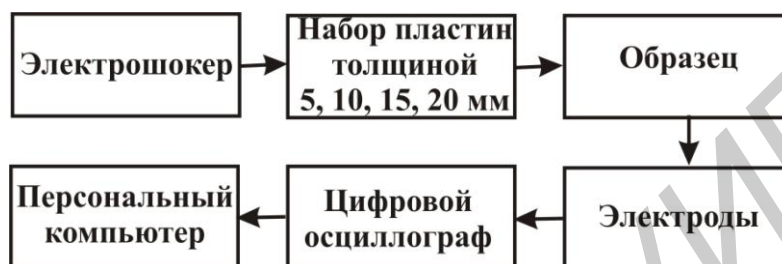 Электрошокер
Набор пластин
толщиной
5, 10, 15, 20 мм
Образец
Персональный
компьютер
Цифровой
осциллограф
Электроды